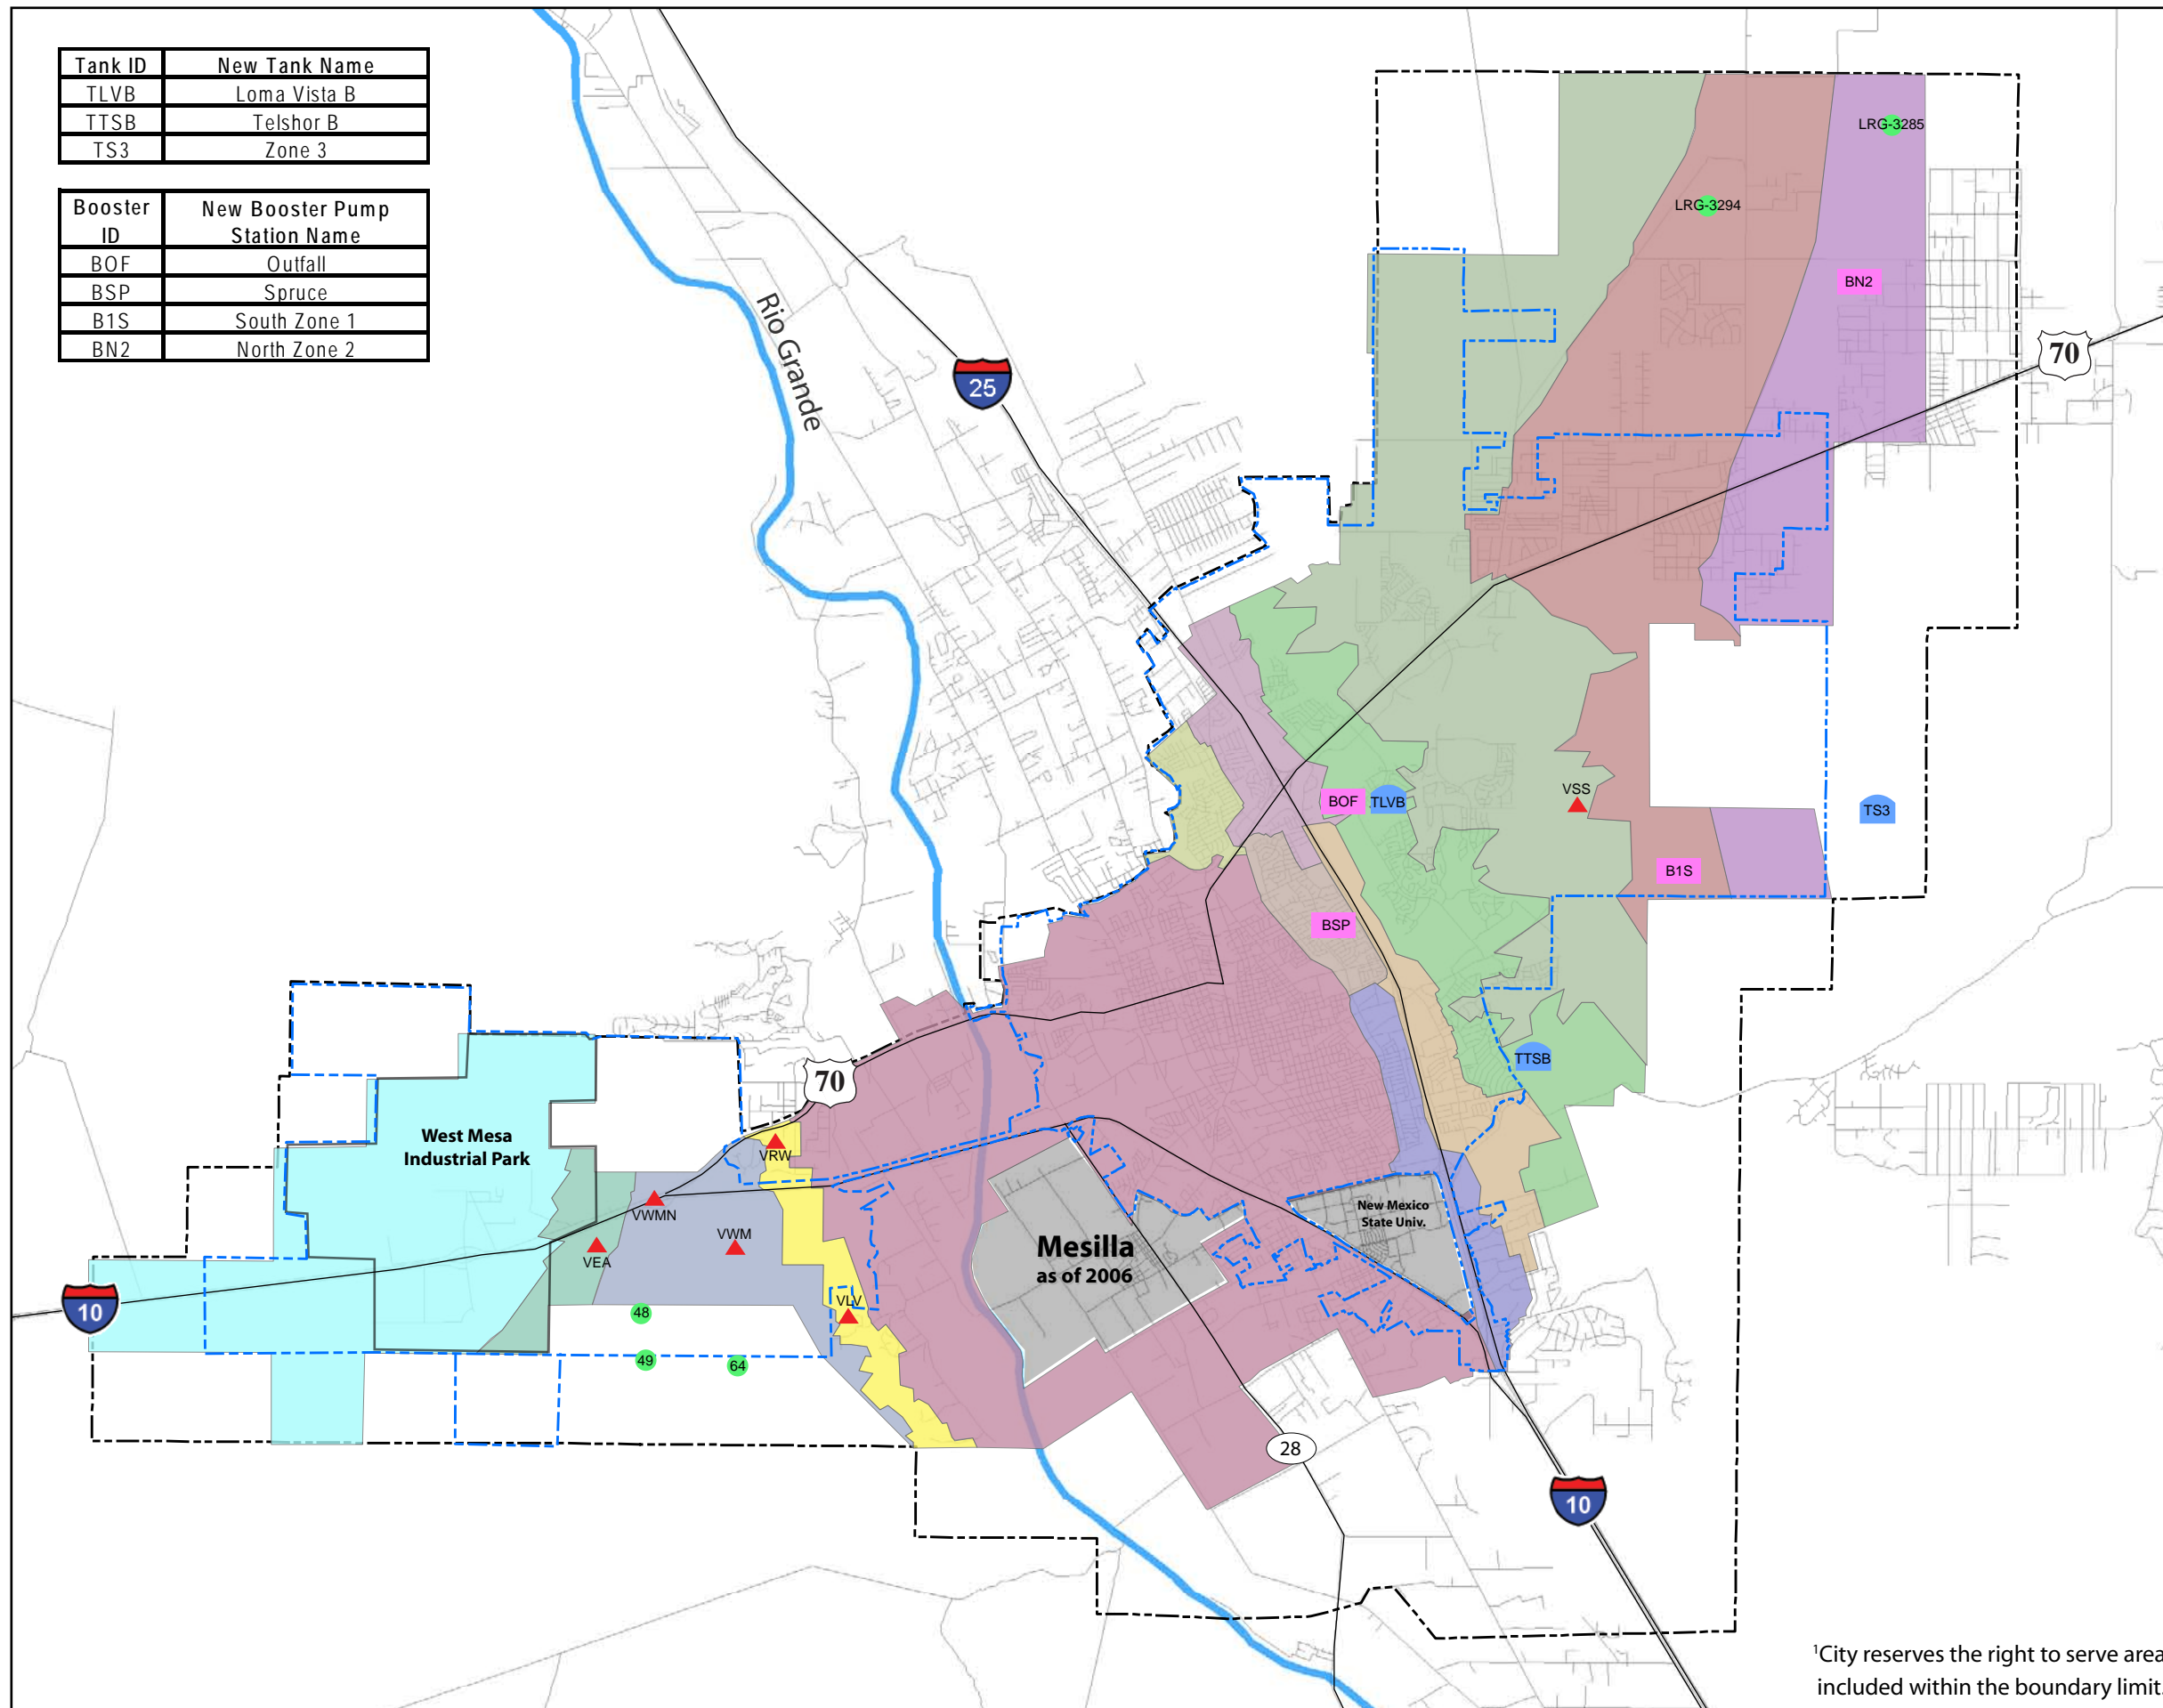 Tank ID New Tank Name
TLVB Loma Vista B
TTSB Telshor B
TS3 Zone 3
Booster ID New Booster Pump Station Name
BOF Outfall
BSP Spruce
B1S South Zone 1
BN2 North Zone 2
LRG-3285
LRG-3294
BN2
Rio Grande
70
25
VSS
BOF
TLVB
TS3
B1S
BSP
TTSB
70
West Mesa
Industrial Park
VRW
VWMN
VWM
VEA
New Mexico
State Univ.
Mesilla
as of 2006
VLV
10
48
49
64
28
10
1City reserves the right to serve area
included within the boundary limit